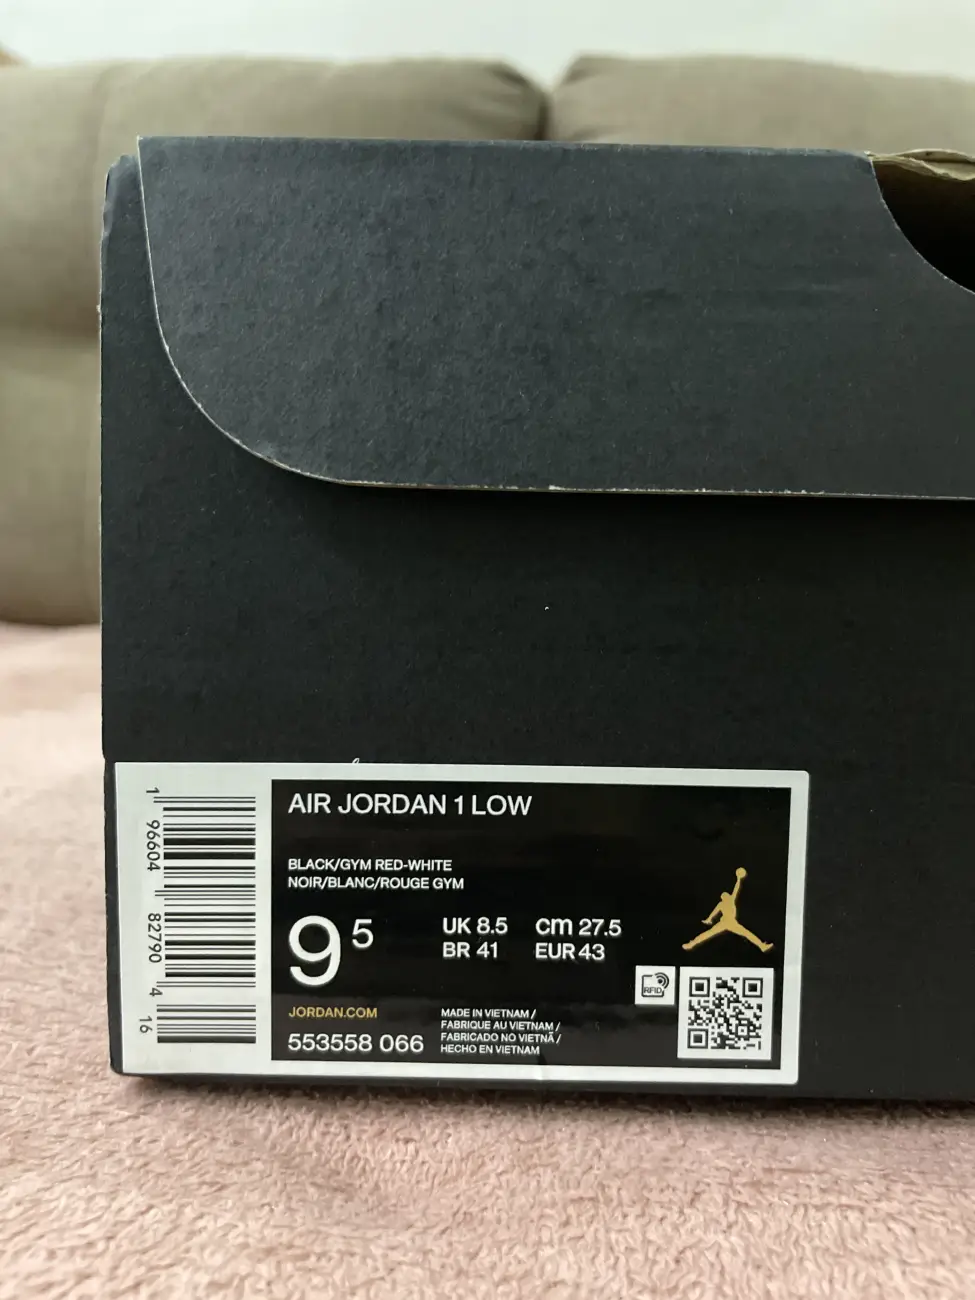 1 96604 82790 4 16
AIR JORDAN 1 LOW
BLACK/GYM RED-WHITE
NOIR/BLANC/ROUGE GYM
9 5
UK 8.5 cm 27.5
BR 41 EUR 43
RFID
JORDAN.COM
553558 066
MADE IN VIETNAM /
FABRIQUE AU VIETNAM /
FABRICADO NO VIETNÃ /
HECHO EN VIETNAM